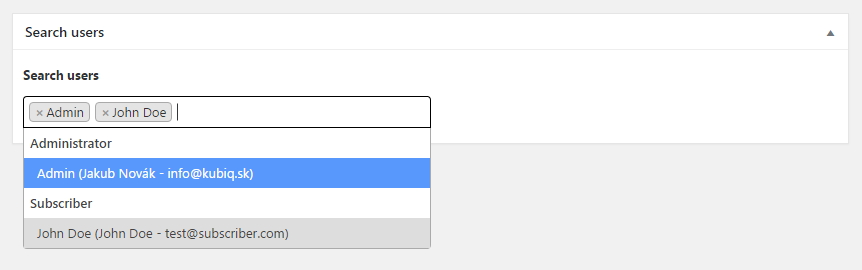 Search users
Search users
× Admin × John Doe
Administrator
Admin (Jakub Novák - info@kubiq.sk)
Subscriber
John Doe (John Doe - test@subscriber.com)